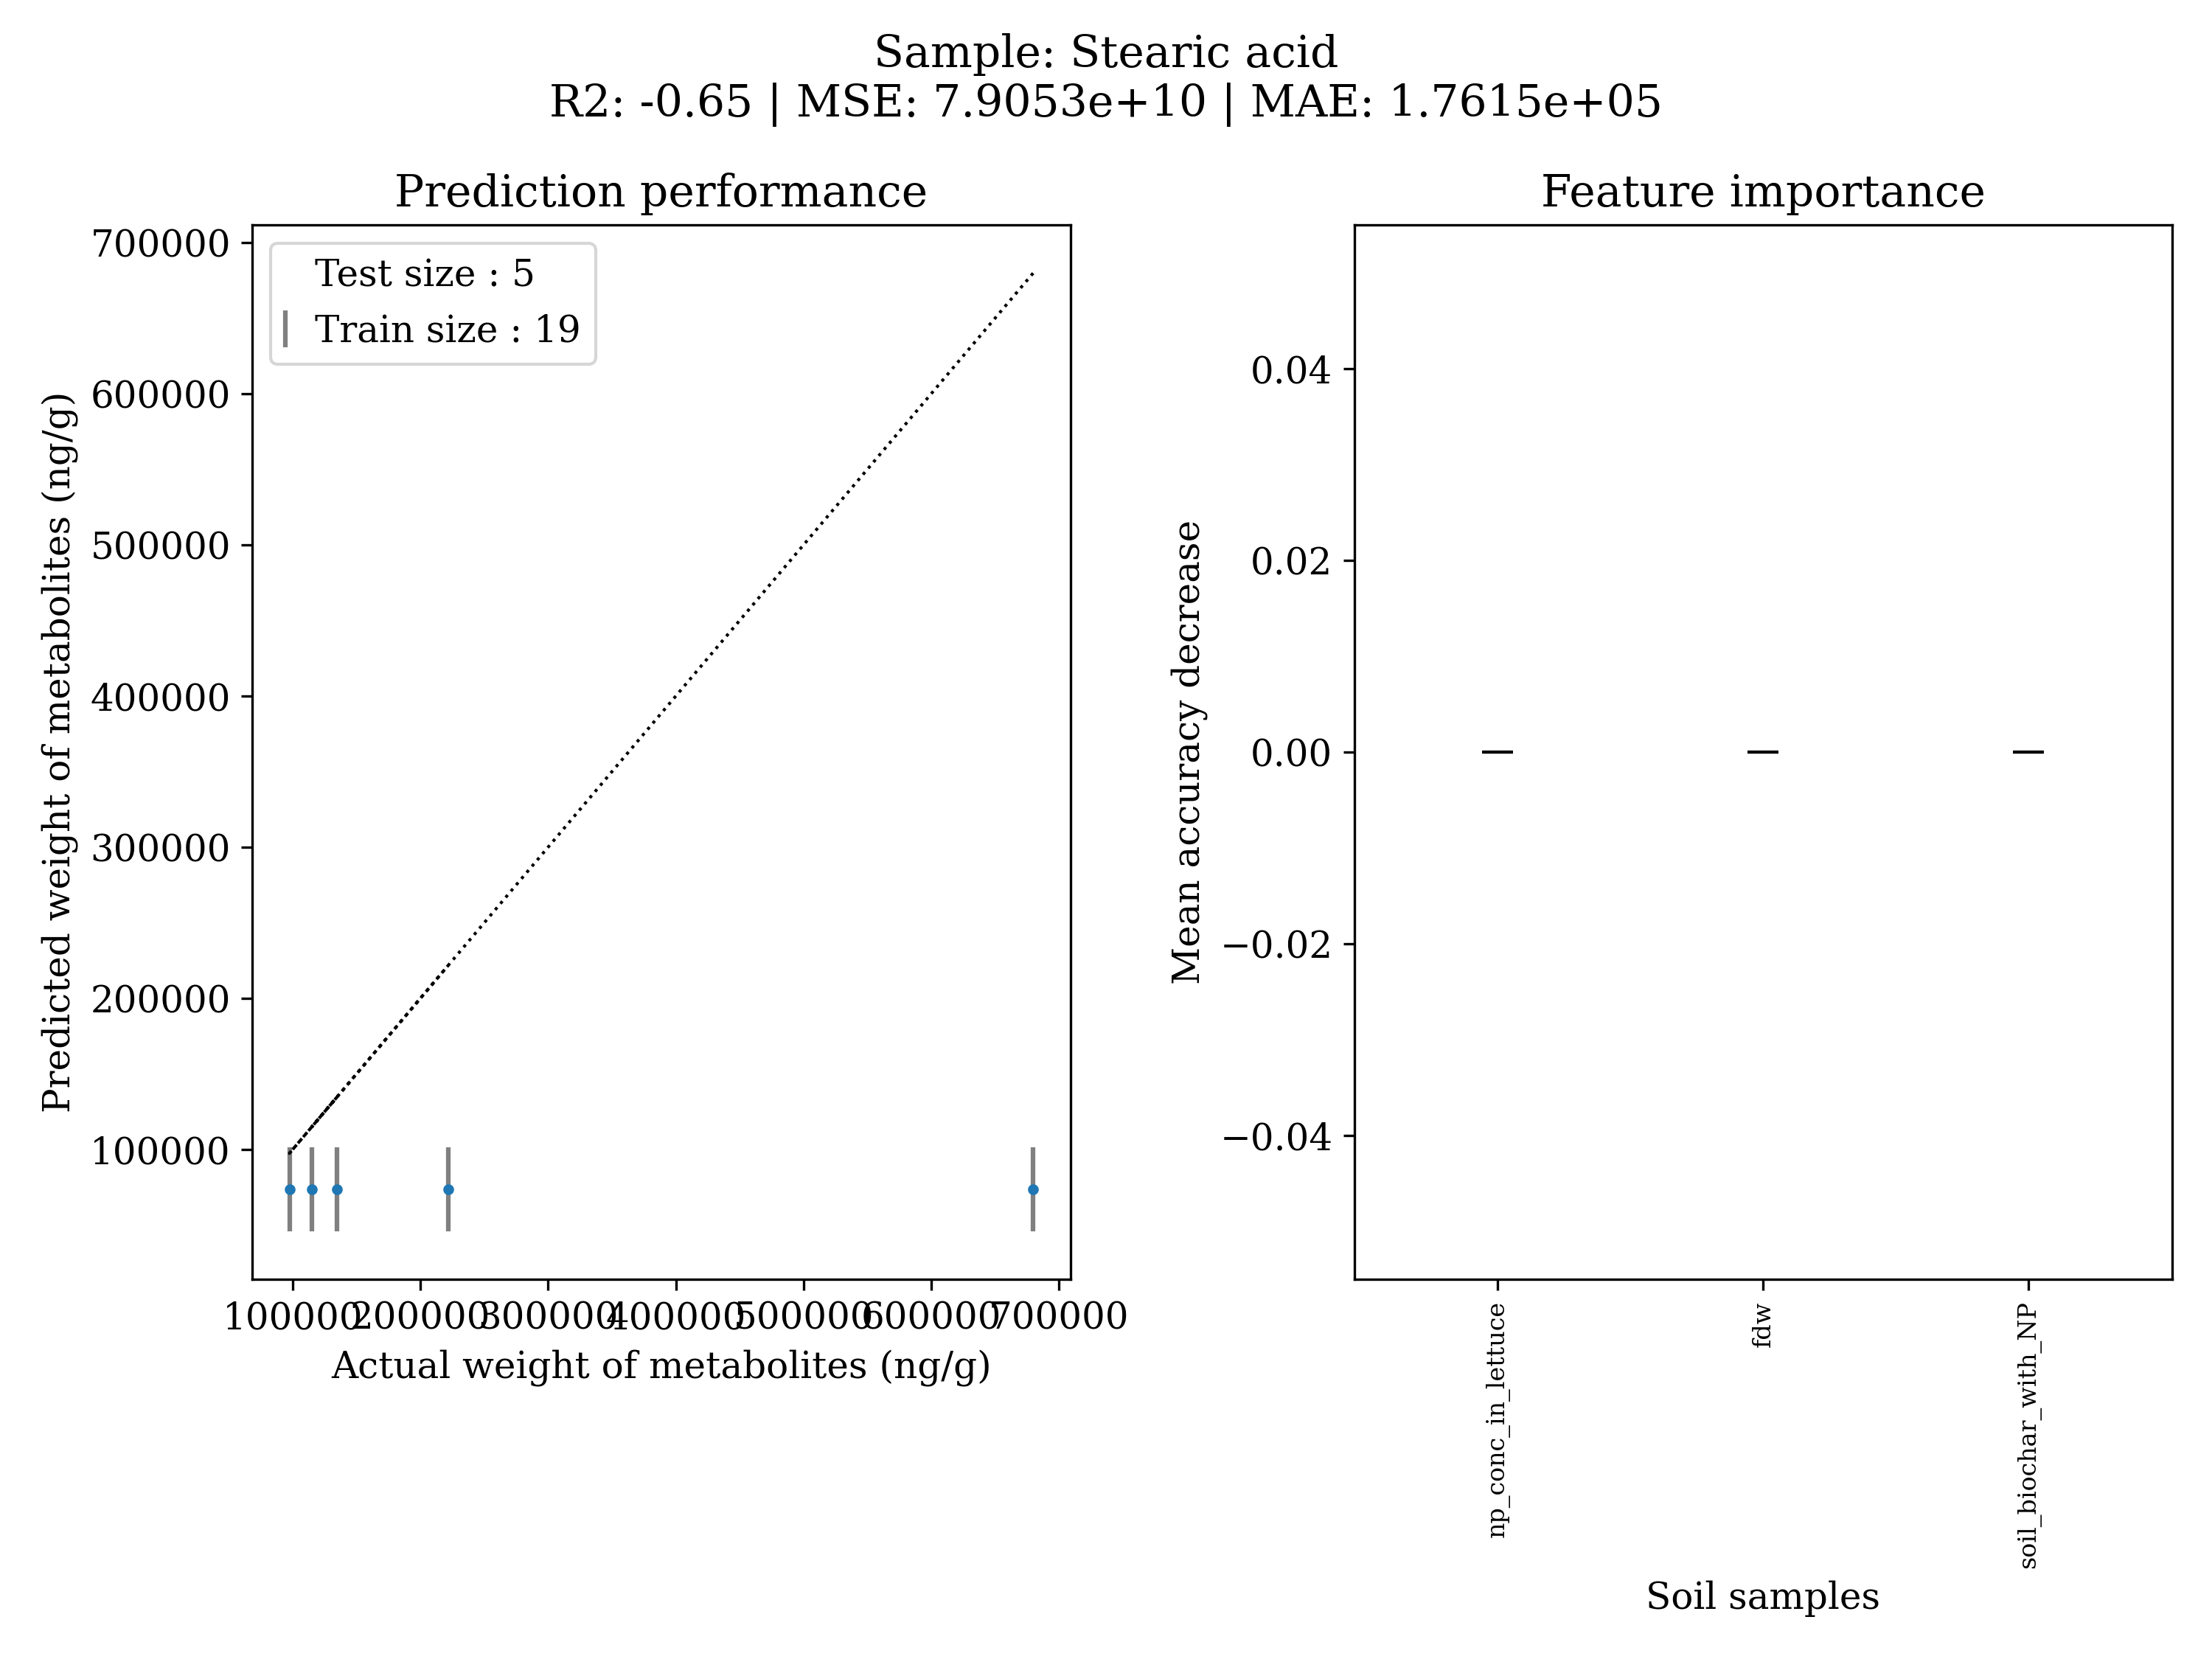 Sample: Stearic acid
R2: -0.65 | MSE: 7.9053e+10 | MAE: 1.7615e+05
Prediction performance
Test size : 5
Train size : 19
700000
600000
500000
400000
300000
200000
100000
Predicted weight of metabolites (ng/g)
100000 200000 300000 400000 500000 600000 700000
Actual weight of metabolites (ng/g)
Feature importance
0.04
0.02
0.00
−0.02
−0.04
Mean accuracy decrease
np_conc_in_lettuce
fdw
soil_biochar_with_NP
Soil samples